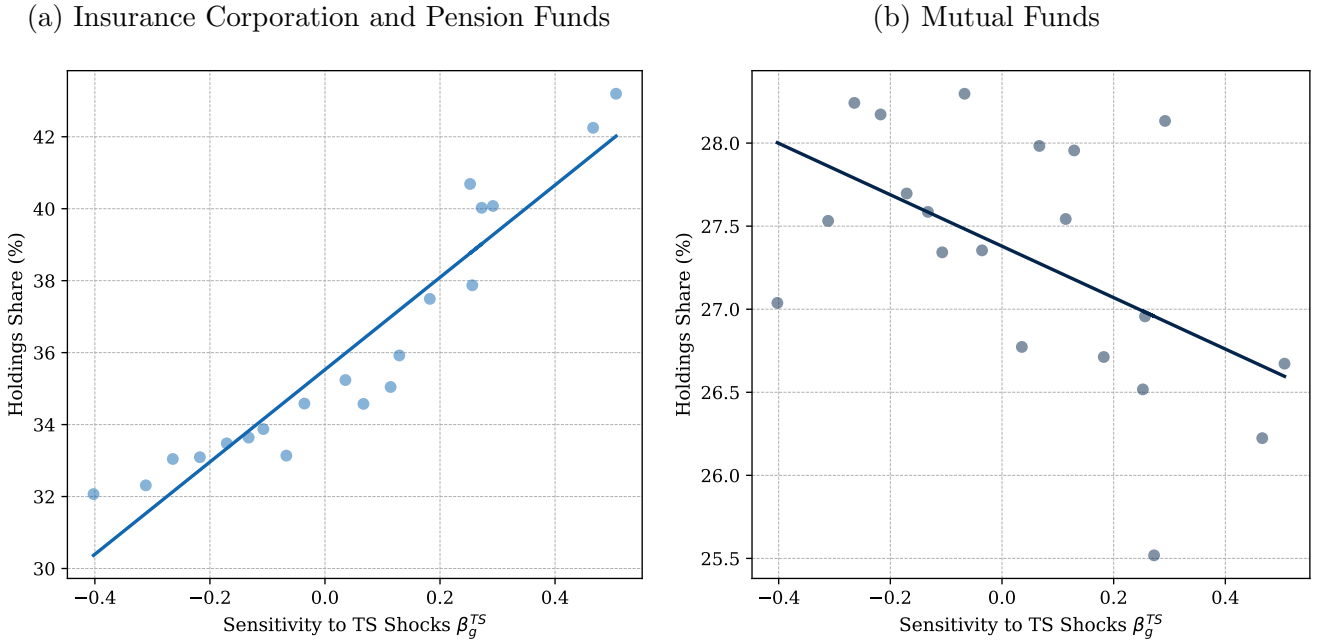 (a) Insurance Corporation and Pension Funds
Holdings Share (%)
42
40
38
36
34
32
30
−0.4 −0.2 0.0 0.2 0.4
Sensitivity to TS Shocks β_g^{TS}
(b) Mutual Funds
Holdings Share (%)
28.0
27.5
27.0
26.5
26.0
25.5
−0.4 −0.2 0.0 0.2 0.4
Sensitivity to TS Shocks β_g^{TS}